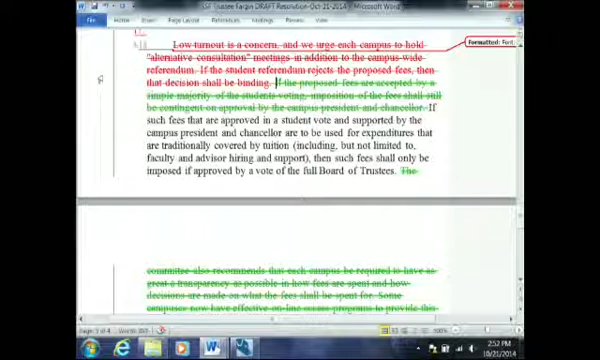 SSF Trustee Fargin DRAFT Resolution-Oct-21-2014 - Microsoft Word
File Home Insert Page Layout References Mailings Review View
Low turnout is a concern, and we urge each campus to hold
"alternative consultation" meetings in addition to the campus-wide
referendum. If the student referendum rejects the proposed fees, then
that decision shall be binding. If the proposed fees are accepted by a
simple majority of the students voting, imposition of the fees shall still
be contingent on approval by the campus president and chancellor. If
such fees that are approved in a student vote and supported by the
campus president and chancellor are to be used for expenditures that
are traditionally covered by tuition (including, but not limited to,
faculty and advisor hiring and support), then such fees shall only be
imposed if approved by a vote of the full Board of Trustees. The
Formatted: Font:
committee also recommends that each campus be required to have as
great a transparency as possible in how fees are spent and how
decisions are made on what the fees shall be spent for. Some
campuses now have effective on-line access programs to provide this
2:52 PM
10/21/2014